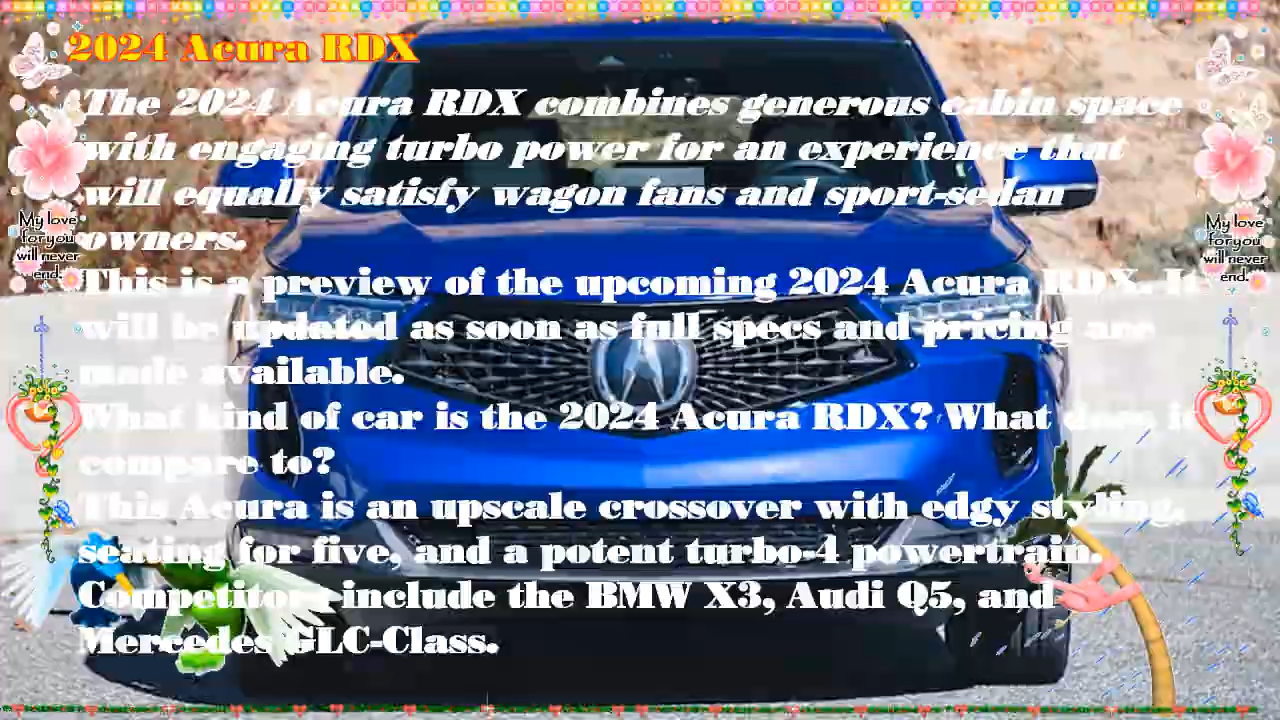 2024 Acura RDX
The 2024 Acura RDX combines generous cabin space
with engaging turbo power for an experience that
will equally satisfy wagon fans and sport-sedan
owners.
This is a preview of the upcoming 2024 Acura RDX. It
will be updated as soon as full specs and pricing are
made available.
What kind of car is the 2024 Acura RDX? What does it
compare to?
This Acura is an upscale crossover with edgy styling,
seating for five, and a potent turbo-4 powertrain.
Competitors include the BMW X3, Audi Q5, and
Mercedes GLC-Class.
My love
for you
will never
end.
My love
for you
will never
end.